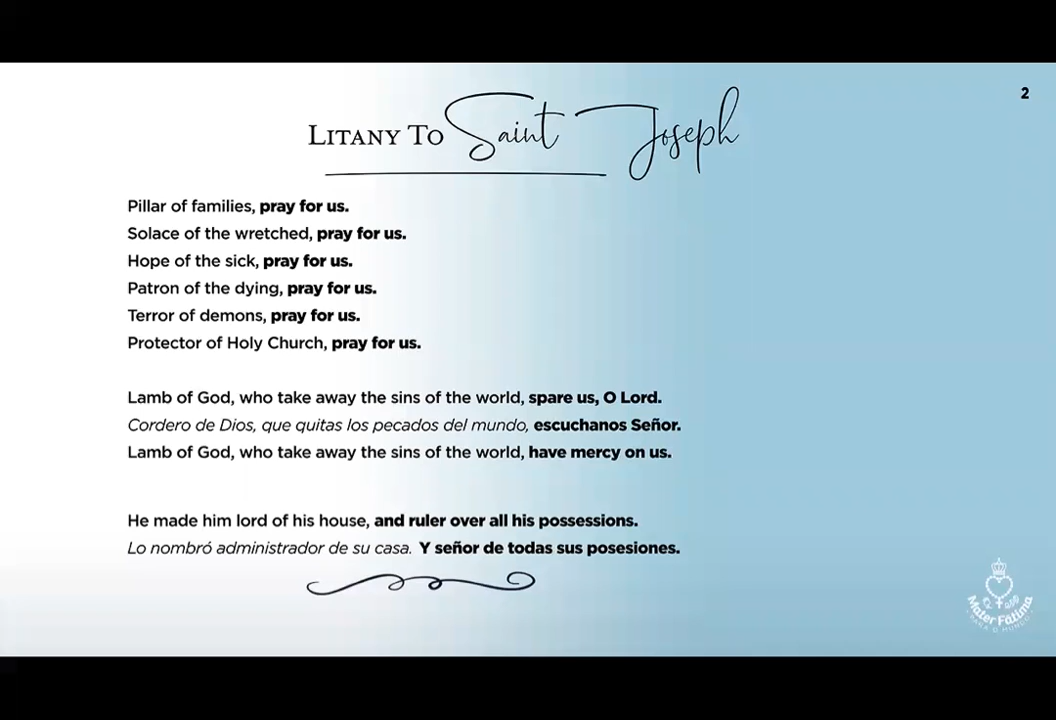 2
LITANY TO Saint Joseph
Pillar of families, pray for us.
Solace of the wretched, pray for us.
Hope of the sick, pray for us.
Patron of the dying, pray for us.
Terror of demons, pray for us.
Protector of Holy Church, pray for us.
Lamb of God, who take away the sins of the world, spare us, O Lord.
Cordero de Dios, que quitas los pecados del mundo, escuchanos Señor.
Lamb of God, who take away the sins of the world, have mercy on us.
He made him lord of his house, and ruler over all his possessions.
Lo nombró administrador de su casa. Y señor de todas sus posesiones.
Mater Fátima
PARA O MUNDO